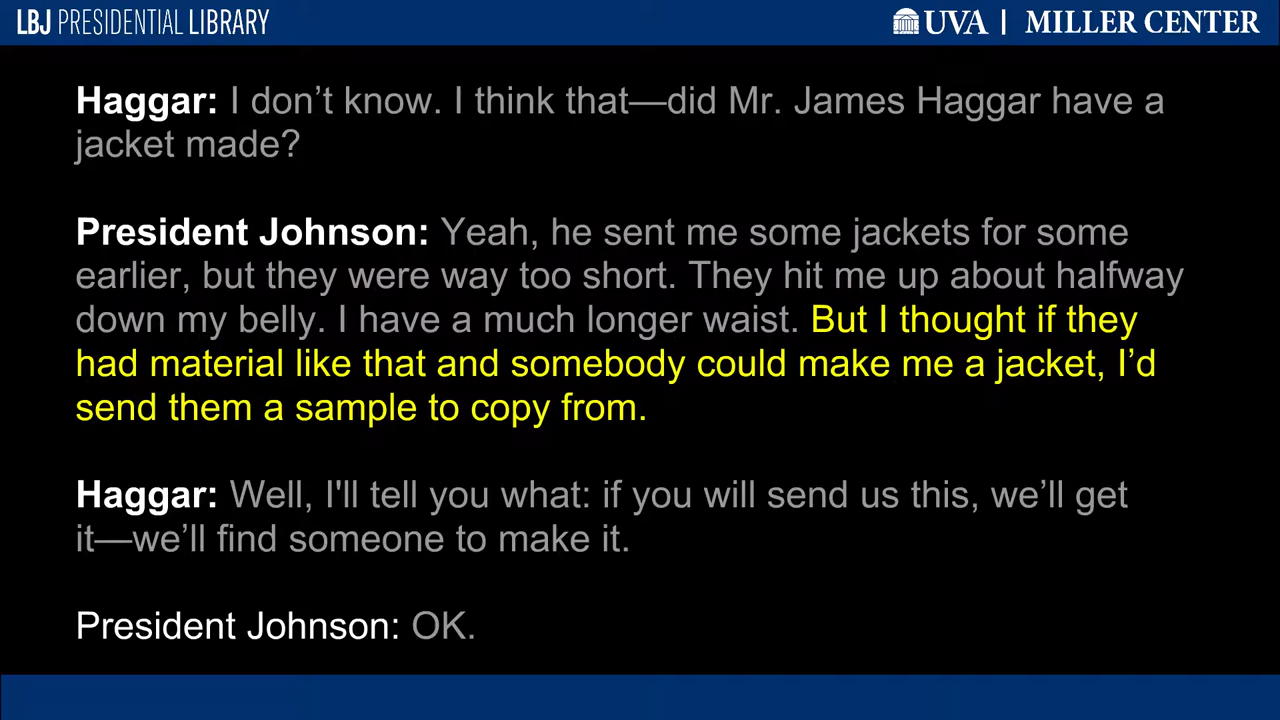 LBJ PRESIDENTIAL LIBRARY
UVA | MILLER CENTER
Haggar: I don’t know. I think that—did Mr. James Haggar have a
jacket made?
President Johnson: Yeah, he sent me some jackets for some
earlier, but they were way too short. They hit me up about halfway
down my belly. I have a much longer waist. But I thought if they
had material like that and somebody could make me a jacket, I’d
send them a sample to copy from.
Haggar: Well, I'll tell you what: if you will send us this, we’ll get
it—we’ll find someone to make it.
President Johnson: OK.